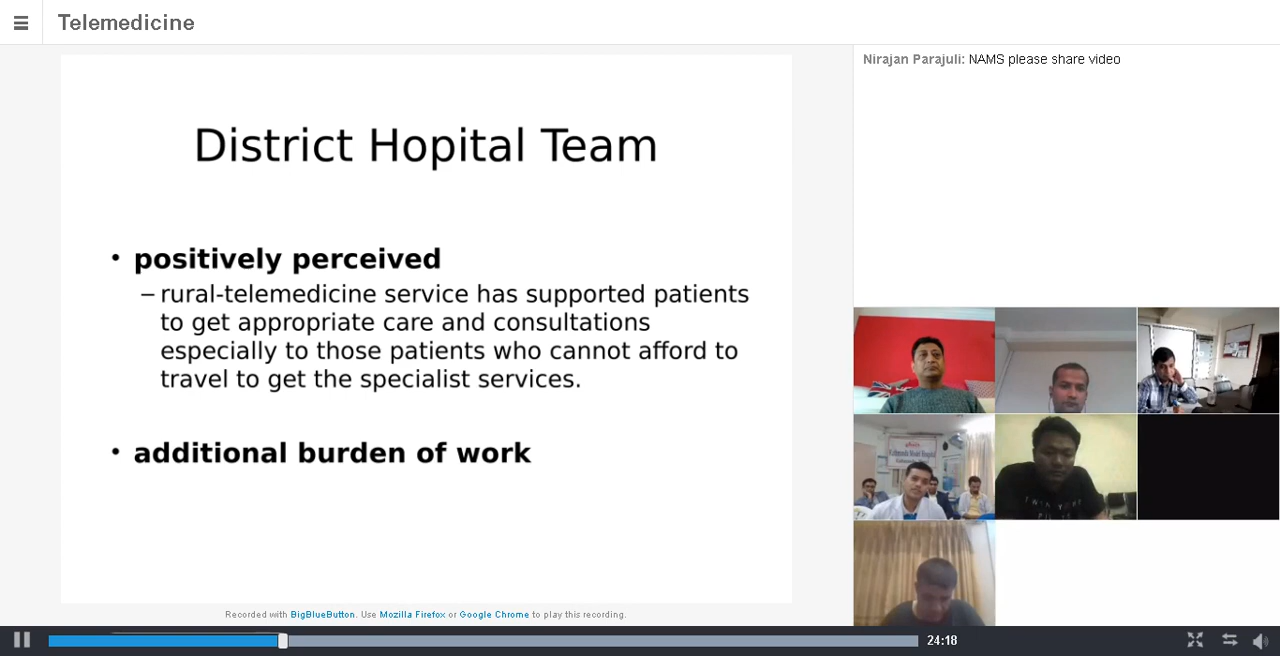 Telemedicine
District Hopital Team
• positively perceived
– rural-telemedicine service has supported patients
to get appropriate care and consultations
especially to those patients who cannot afford to
travel to get the specialist services.
• additional burden of work
Recorded with BigBlueButton. Use Mozilla Firefox or Google Chrome to play this recording.
Nirajan Parajuli: NAMS please share video
Kathmandu Model Hospital
24:18